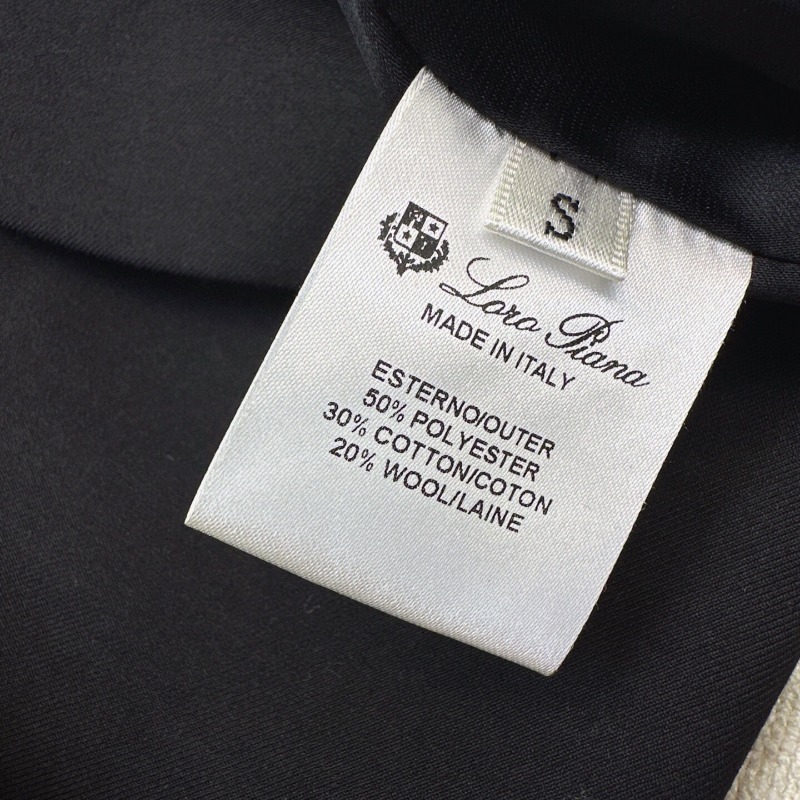 S
Loro Piana
MADE IN ITALY
ESTERNO/OUTER
50% POLYESTER
30% COTTON/COTON
20% WOOL/LAINE